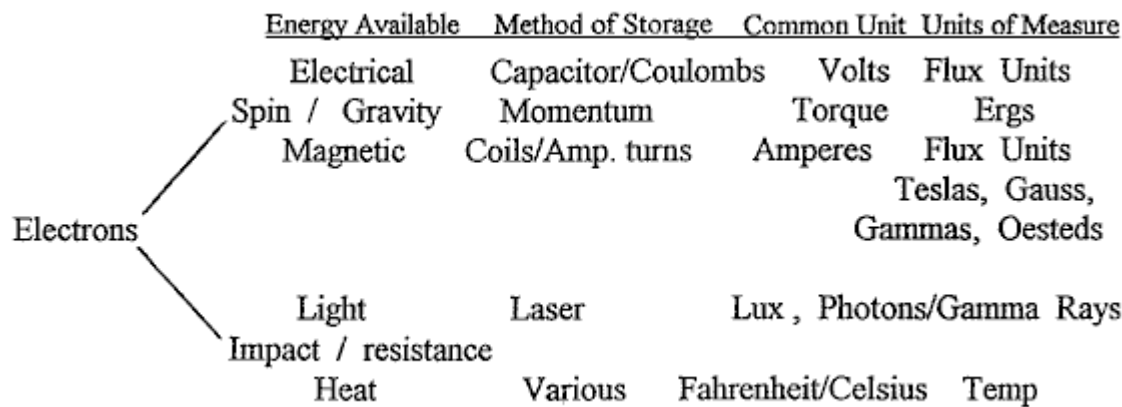 Energy Available Method of Storage Common Unit Units of Measure
Electrical Capacitor/Coulombs Volts Flux Units
Spin / Gravity Momentum Torque Ergs
Magnetic Coils/Amp. turns Amperes Flux Units
Teslas, Gauss,
Electrons Gammas, Oesteds
Light Laser Lux , Photons/Gamma Rays
Impact / resistance
Heat Various Fahrenheit/Celsius Temp